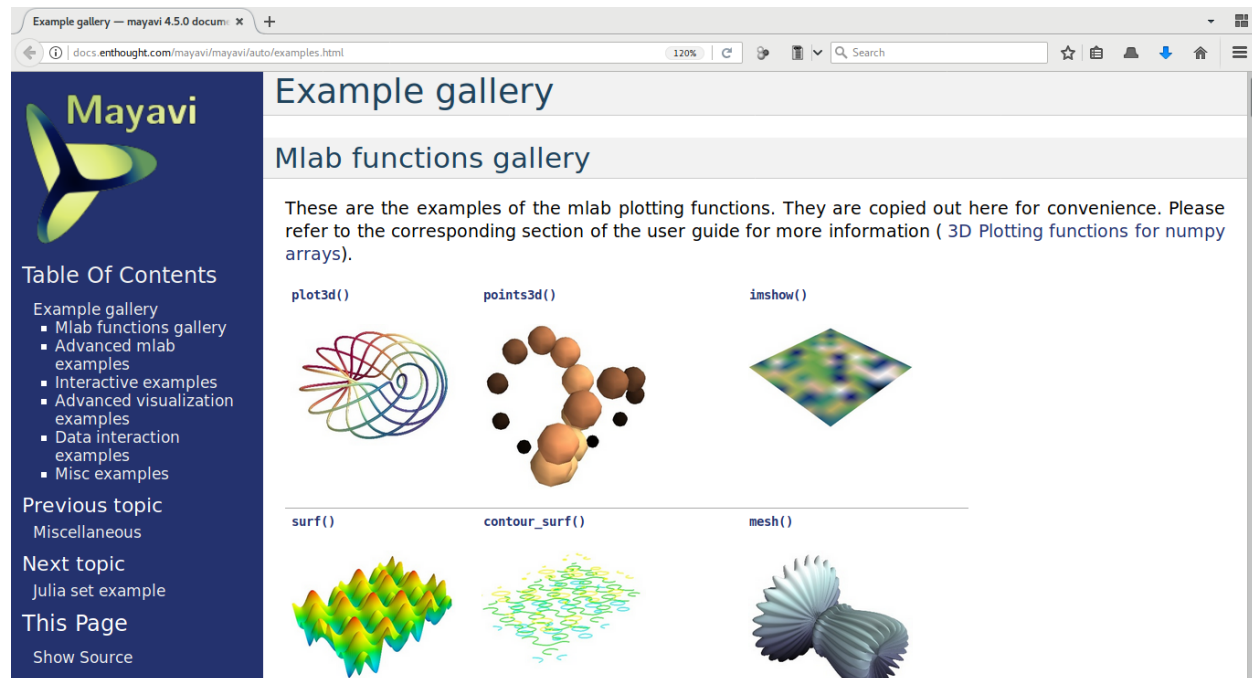 Example gallery — mayavi 4.5.0 docum
docs.enthought.com/mayavi/mayavi/auto/examples.html
120%
Search
Mayavi
Table Of Contents
Example gallery
Mlab functions gallery
Advanced mlab
examples
Interactive examples
Advanced visualization
examples
Data interaction
examples
Misc examples
Previous topic
Miscellaneous
Next topic
Julia set example
This Page
Show Source
Example gallery
Mlab functions gallery
These are the examples of the mlab plotting functions. They are copied out here for convenience. Please
refer to the corresponding section of the user guide for more information ( 3D Plotting functions for numpy
arrays).
plot3d() points3d() imshow()
surf() contour_surf() mesh()